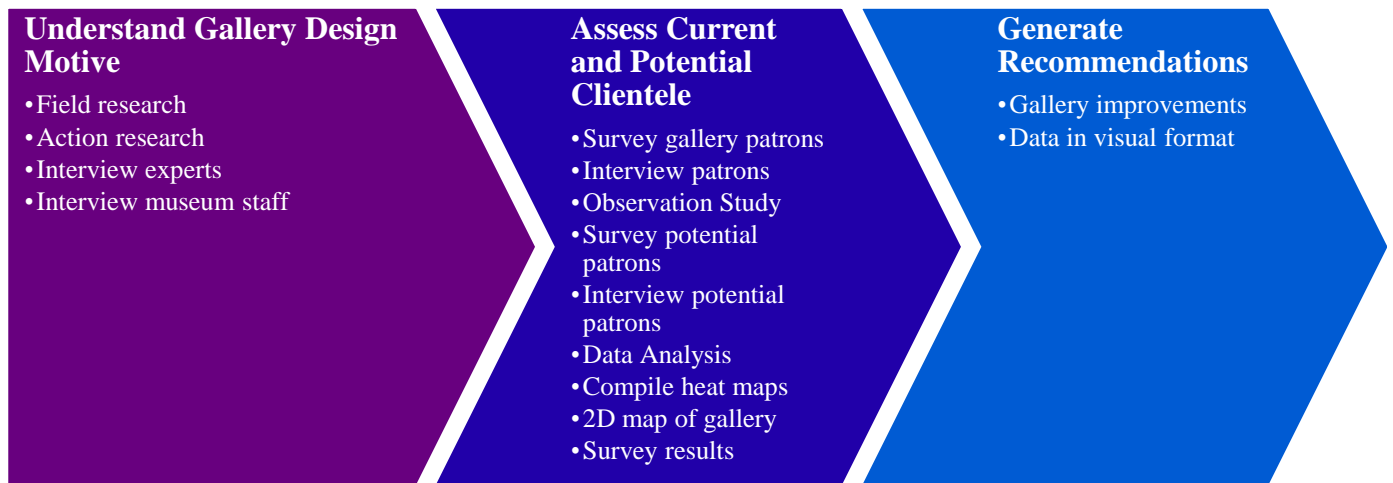 Understand Gallery Design
Motive
•Field research
•Action research
•Interview experts
•Interview museum staff
Assess Current
and Potential
Clientele
•Survey gallery patrons
•Interview patrons
•Observation Study
•Survey potential
patrons
•Interview potential
patrons
•Data Analysis
•Compile heat maps
•2D map of gallery
•Survey results
Generate
Recommendations
•Gallery improvements
•Data in visual format